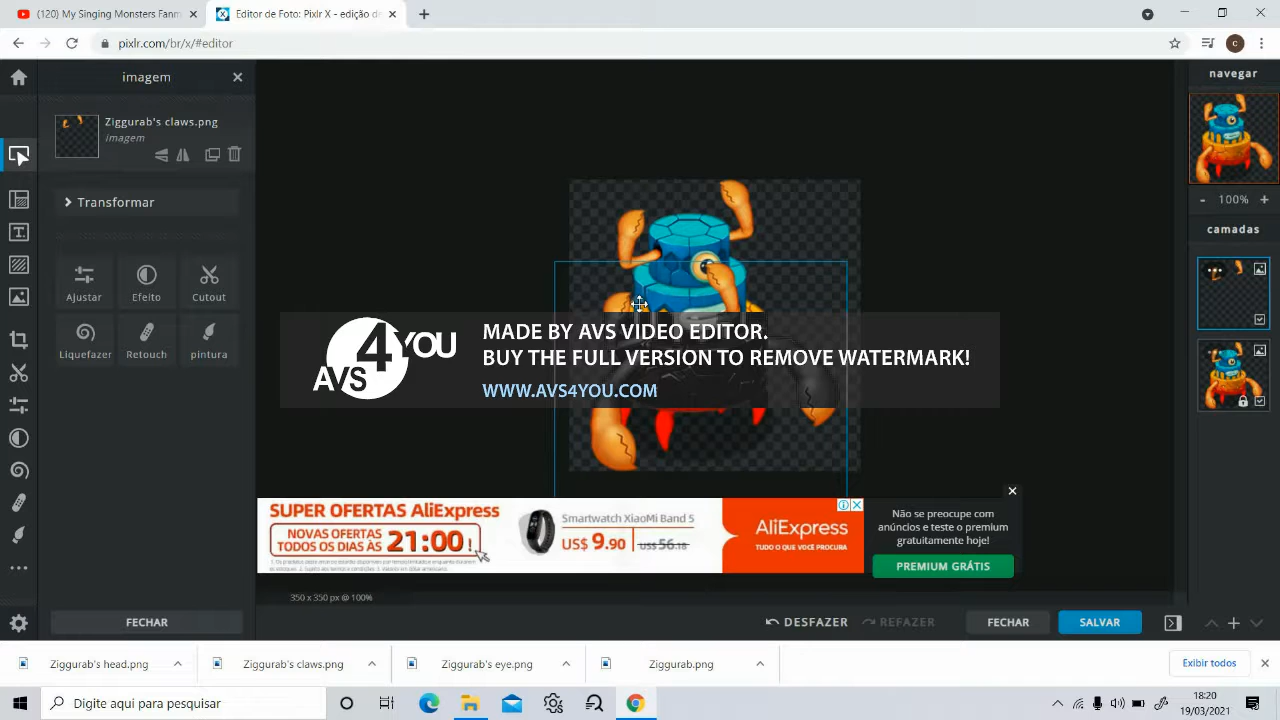 (120) My Singing Monsters Fanm
Editor de Foto: Pixlr X - edição de
pixlr.com/br/x/#editor
c
imagem
navegar
Ziggurab's claws.png
imagem
Transformar
Ajustar
Efeito
Cutout
Liquefazer
Retouch
pintura
- 100% +
camadas
AVS4YOU
MADE BY AVS VIDEO EDITOR.
BUY THE FULL VERSION TO REMOVE WATERMARK!
WWW.AVS4YOU.COM
SUPER OFERTAS AliExpress
NOVAS OFERTAS
TODOS OS DIAS ÀS 21:00!
Smartwatch XiaoMi Band 5
US$ 9.90
US$ 56.18
AliExpress
TUDO O QUE VOCÊ PROCURA
Não se preocupe com
anúncios e teste o premium
gratuitamente hoje!
PREMIUM GRÁTIS
350 x 350 px @ 100%
FECHAR
DESFAZER
REFAZER
FECHAR
SALVAR
Ziggurab's head.png
Ziggurab's claws.png
Ziggurab's eye.png
Ziggurab.png
Exibir todos
Digite aqui para pesquisar
18:20
19/03/2021